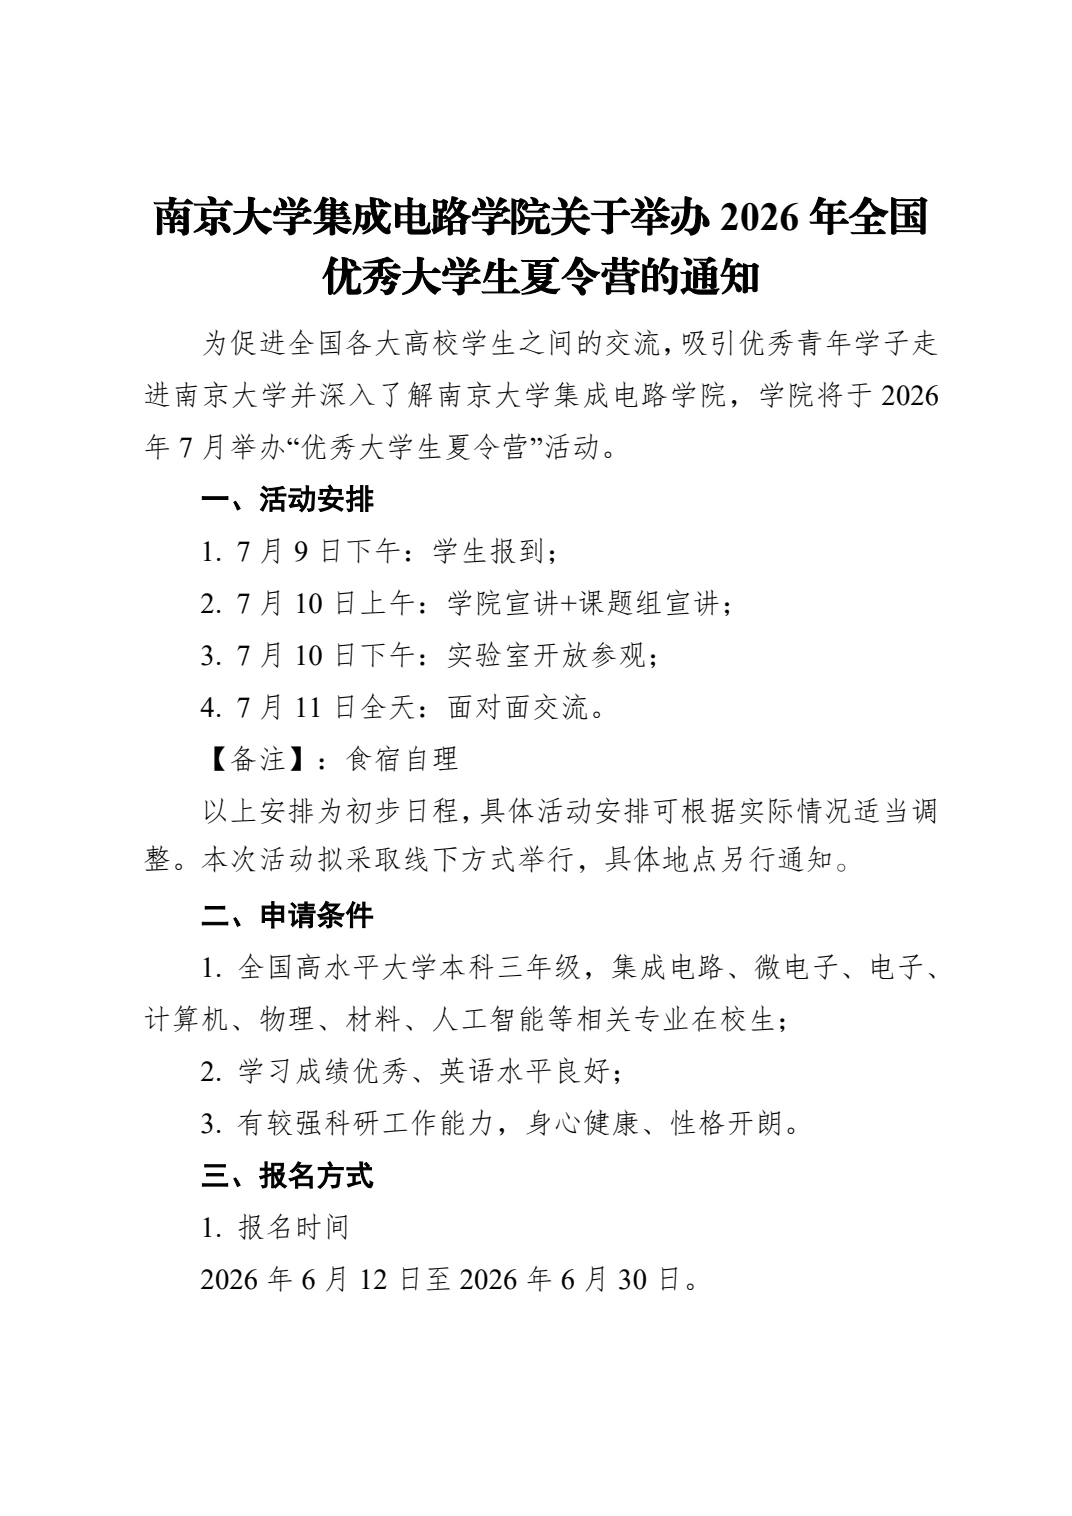 南京大学集成电路学院关于举办 2026 年全国
优秀大学生夏令营的通知
为促进全国各大高校学生之间的交流，吸引优秀青年学子走
进南京大学并深入了解南京大学集成电路学院，学院将于 2026
年 7 月举办“优秀大学生夏令营”活动。
一、活动安排
1. 7 月 9 日下午：学生报到；
2. 7 月 10 日上午：学院宣讲+课题组宣讲；
3. 7 月 10 日下午：实验室开放参观；
4. 7 月 11 日全天：面对面交流。
【备注】：食宿自理
以上安排为初步日程，具体活动安排可根据实际情况适当调
整。本次活动拟采取线下方式举行，具体地点另行通知。
二、申请条件
1. 全国高水平大学本科三年级，集成电路、微电子、电子、
计算机、物理、材料、人工智能等相关专业在校生；
2. 学习成绩优秀、英语水平良好；
3. 有较强科研工作能力，身心健康、性格开朗。
三、报名方式
1. 报名时间
2026 年 6 月 12 日至 2026 年 6 月 30 日。